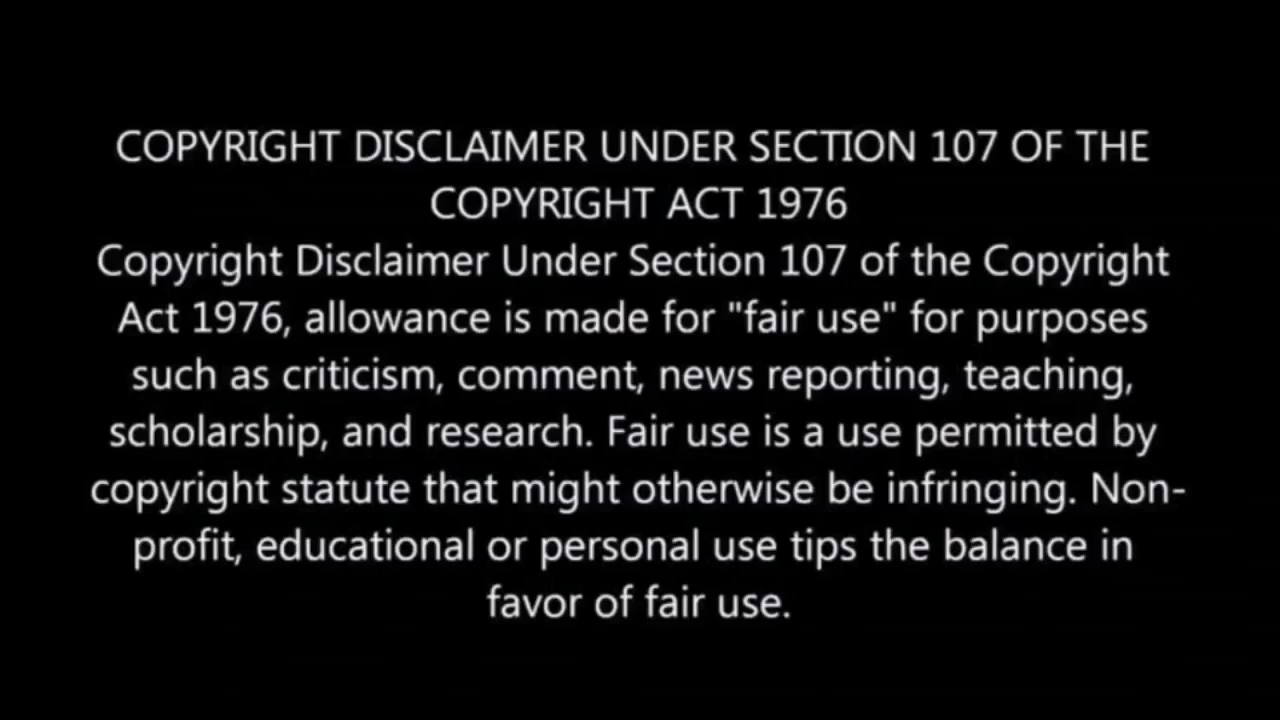 COPYRIGHT DISCLAIMER UNDER SECTION 107 OF THE
COPYRIGHT ACT 1976
Copyright Disclaimer Under Section 107 of the Copyright
Act 1976, allowance is made for "fair use" for purposes
such as criticism, comment, news reporting, teaching,
scholarship, and research. Fair use is a use permitted by
copyright statute that might otherwise be infringing. Non-
profit, educational or personal use tips the balance in
favor of fair use.